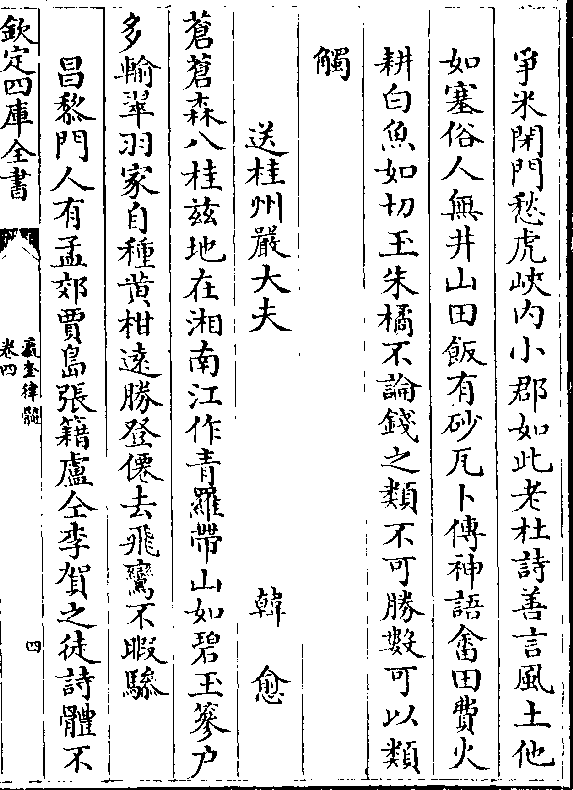 爭米閉門愁虎峽内小郡如此老杜詩善言風土他
如塞俗人無井山田飯有砂瓦卜傳神語畬田費火
耕白魚如切玉朱橘不論錢之類不可勝數可以類
觸
送桂州嚴大夫 韓愈
蒼蒼森八桂兹地在湘南江作青羅帶山如碧玉篸户
多輸翠羽家自種黄柑遠勝登僊去飛鸞不暇驂
昌黎門人有孟郊賈島張籍盧仝李賀之徒詩體不
欽定四庫全書
瀛奎律髓
卷四
四